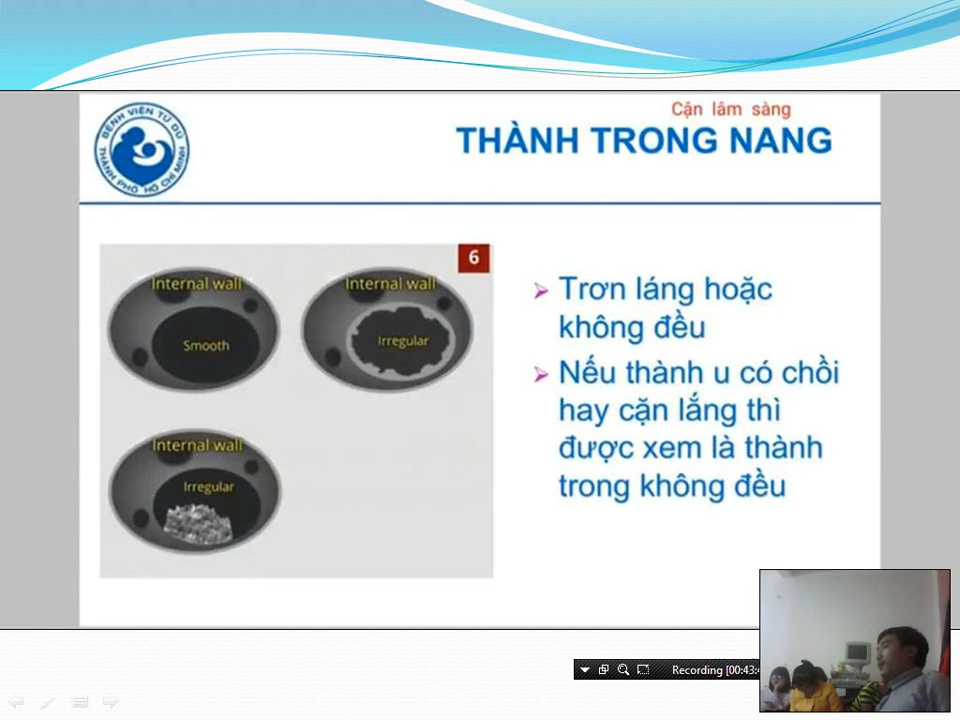 Cận lâm sàng
BỆNH VIỆN TỪ DŨ
THÀNH PHỐ HỒ CHÍ MINH
THÀNH TRONG NANG
6
Internal wall
Smooth
Internal wall
Irregular
Internal wall
Irregular
Trơn láng hoặc
không đều
Nếu thành u có chồi
hay cặn lắng thì
được xem là thành
trong không đều
Recording [00:43: